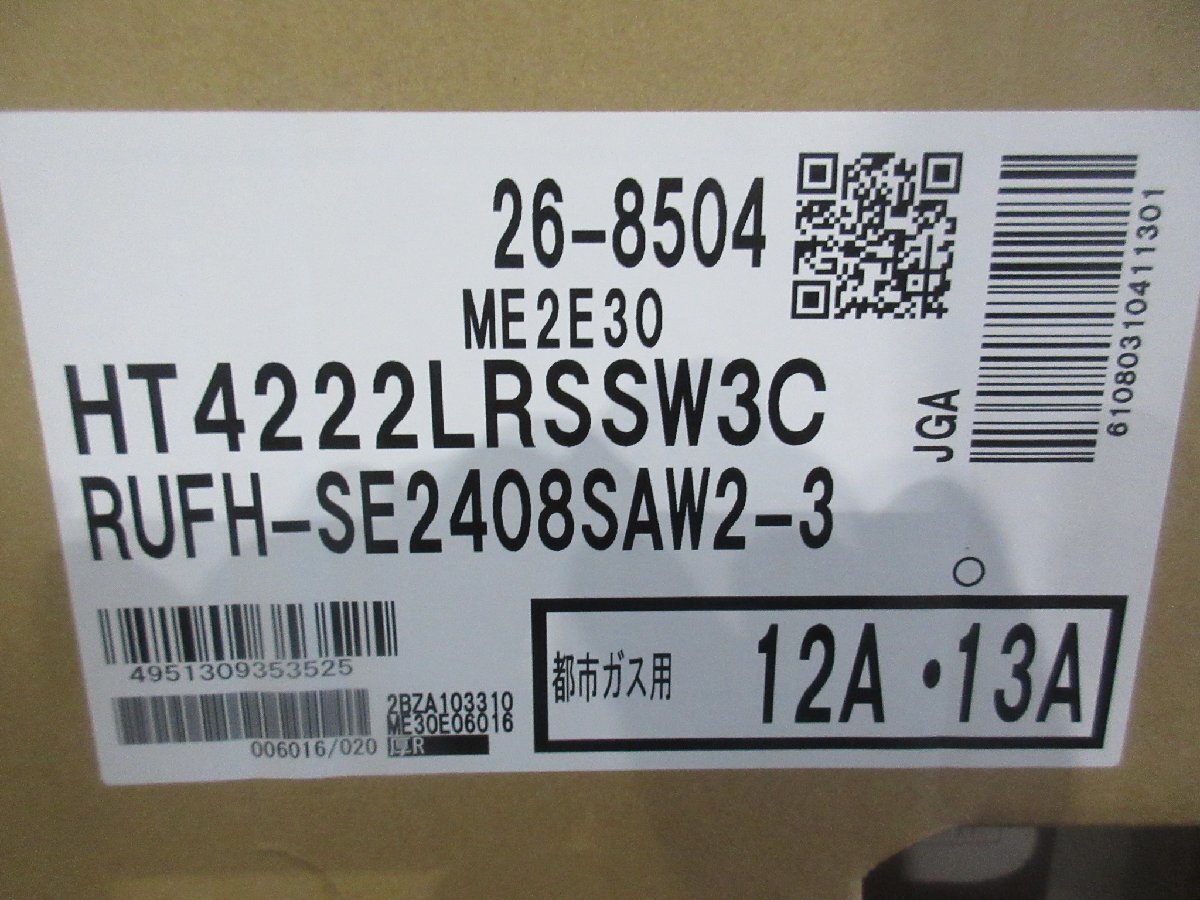 26-8504
ME2E30
HT4222LRSSW3C
RUFH-SE2408SAW2-3
JGA
61080310411301
○
都市ガス用 12A・13A
4951309353525
2BZA103310
ME30E06016
006016/020